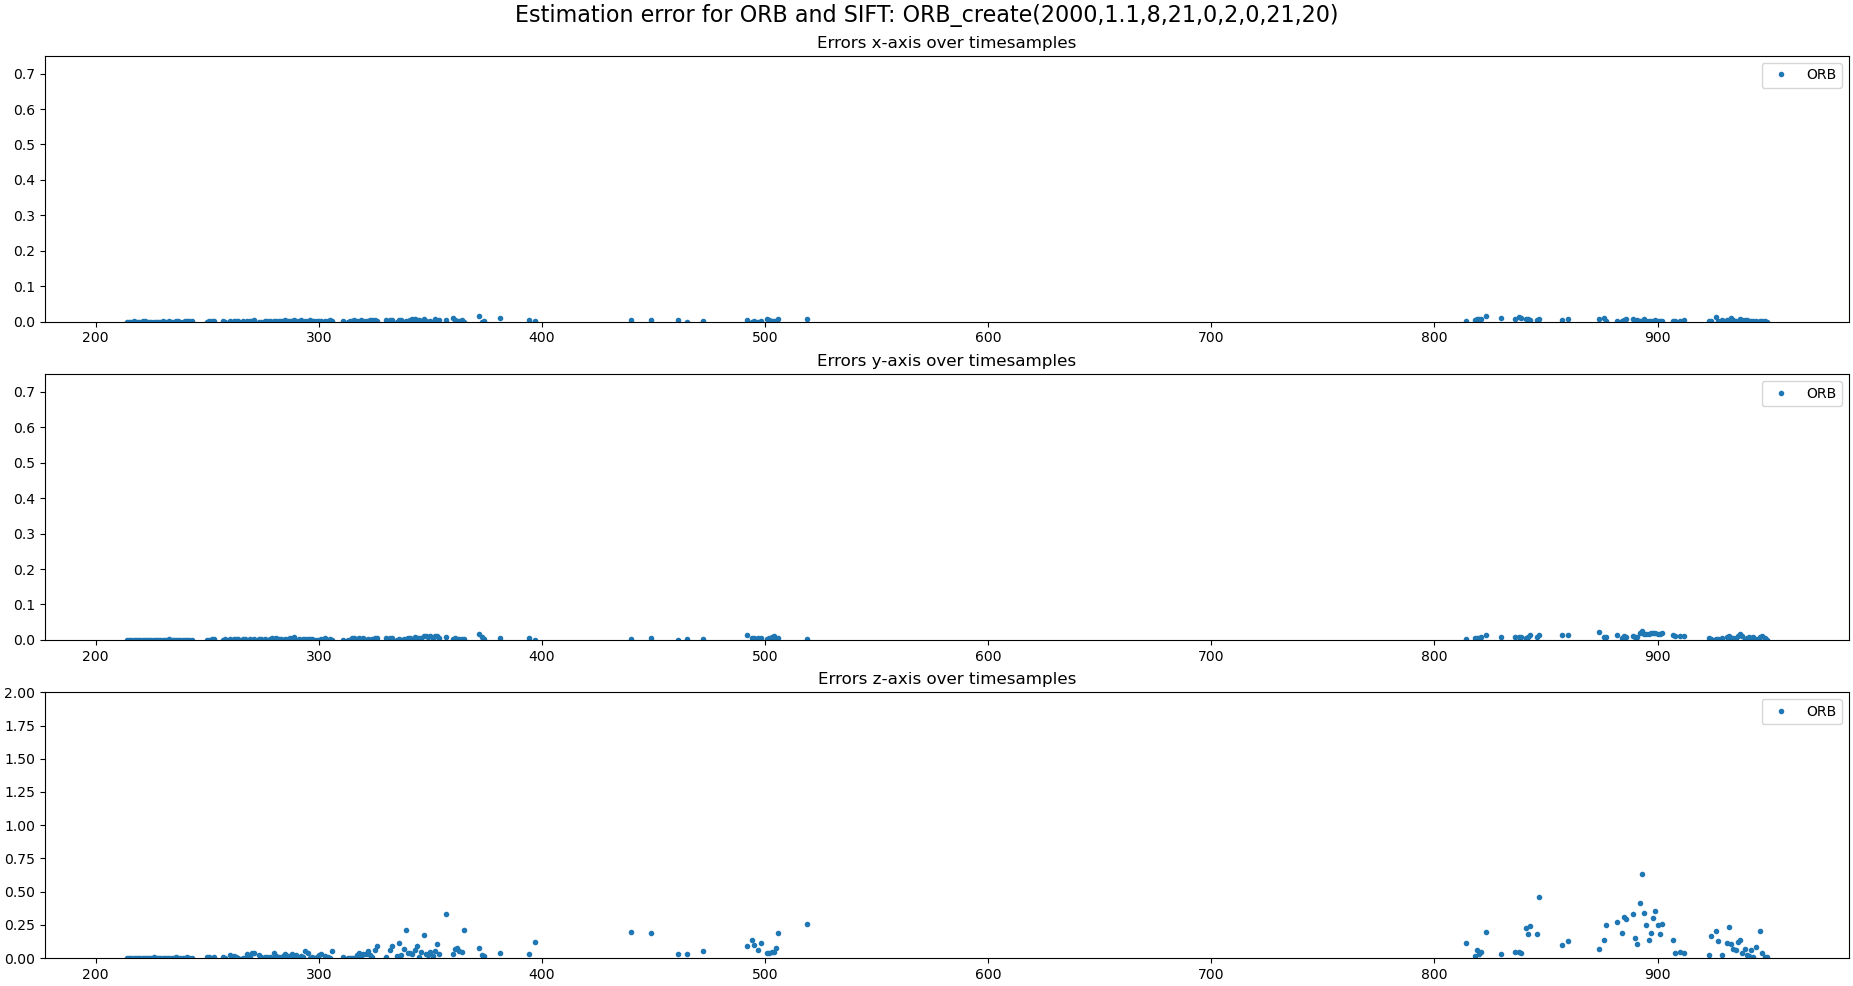 Estimation error for ORB and SIFT: ORB_create(2000,1.1,8,21,0,2,0,21,20)
Errors x-axis over timesamples
0.7
0.6
0.5
0.4
0.3
0.2
0.1
0.0
ORB
200 300 400 500 600 700 800 900
Errors y-axis over timesamples
0.7
0.6
0.5
0.4
0.3
0.2
0.1
0.0
ORB
200 300 400 500 600 700 800 900
Errors z-axis over timesamples
2.00
1.75
1.50
1.25
1.00
0.75
0.50
0.25
0.00
ORB
200 300 400 500 600 700 800 900